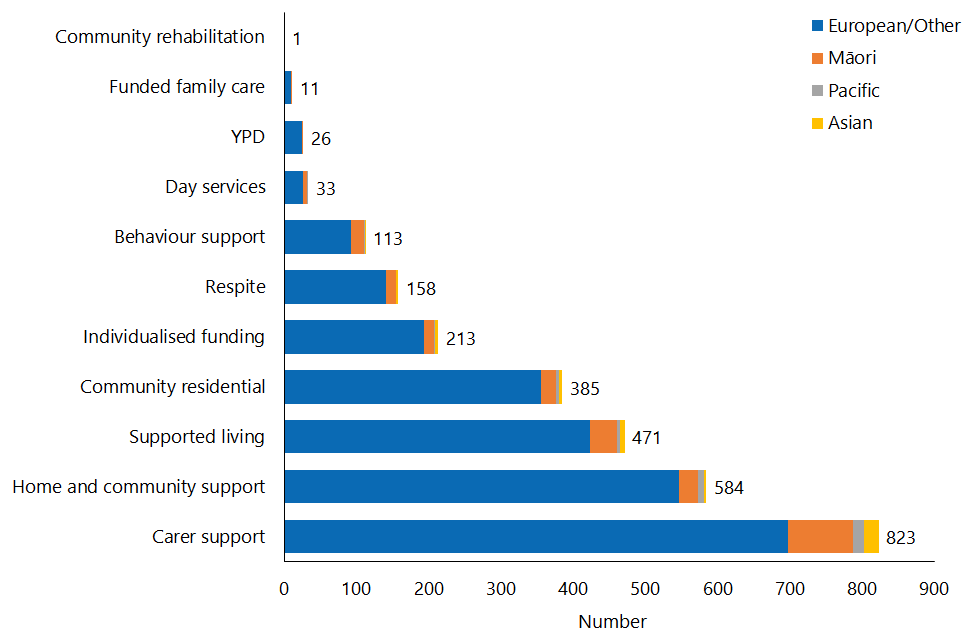 Community rehabilitation 1
Funded family care 11
YPD 26
Day services 33
Behaviour support 113
Respite 158
Individualised funding 213
Community residential 385
Supported living 471
Home and community support 584
Carer support 823
0 100 200 300 400 500 600 700 800 900
Number
European/Other
Māori
Pacific
Asian